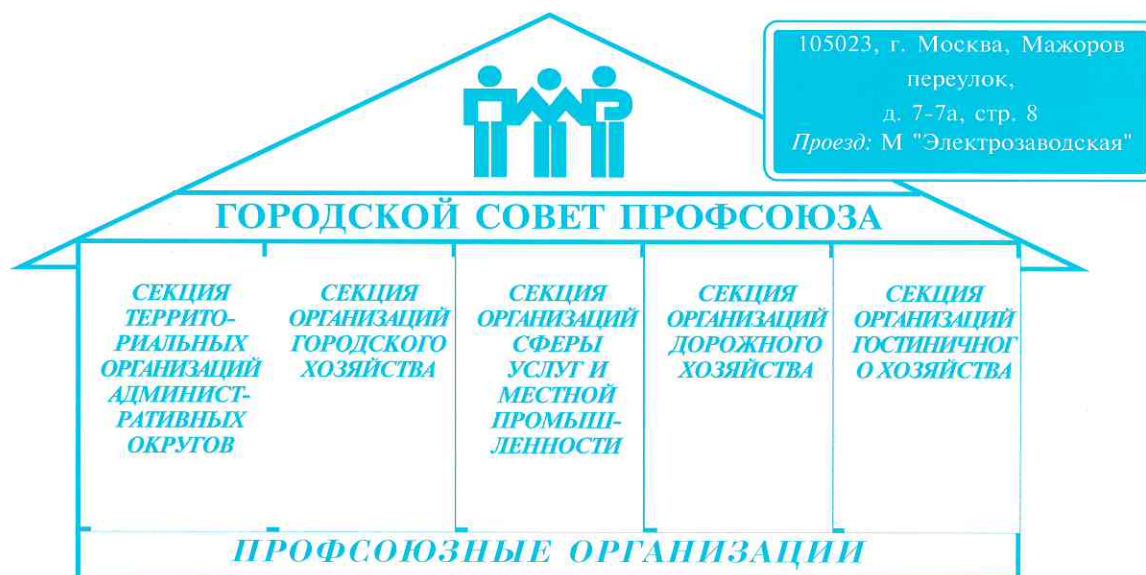 105023, г. Москва, Мажоров
переулок,
д. 7-7а, стр. 8
Проезд: М "Электрозаводская"
ГОРОДСКОЙ СОВЕТ ПРОФСОЮЗА
СЕКЦИЯ
ТЕРРИТО-
РИАЛЬНЫХ
ОРГАНИЗАЦИЙ
АДМИНИСТ-
РАТИВНЫХ
ОКРУГОВ
СЕКЦИЯ
ОРГАНИЗАЦИЙ
ГОРОДСКОГО
ХОЗЯЙСТВА
СЕКЦИЯ
ОРГАНИЗАЦИЙ
СФЕРЫ
УСЛУГ И
МЕСТНОЙ
ПРОМЫШ-
ЛЕННОСТИ
СЕКЦИЯ
ОРГАНИЗАЦИЙ
ДОРОЖНОГО
ХОЗЯЙСТВА
СЕКЦИЯ
ОРГАНИЗАЦИЙ
ГОСТИНИЧНОГ
О ХОЗЯЙСТВА
ПРОФСОЮЗНЫЕ ОРГАНИЗАЦИИ